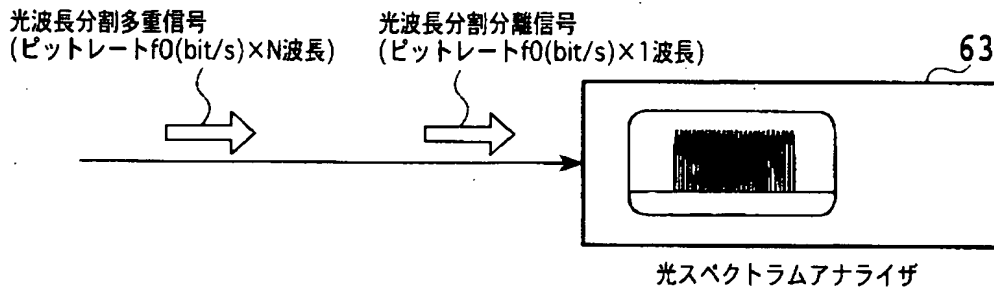 光波長分割多重信号
(ピットレートf0(bit/s)×N波長)
光波長分割分離信号
(ピットレートf0(bit/s)×1波長)
63
光スペクトラムアナライザ